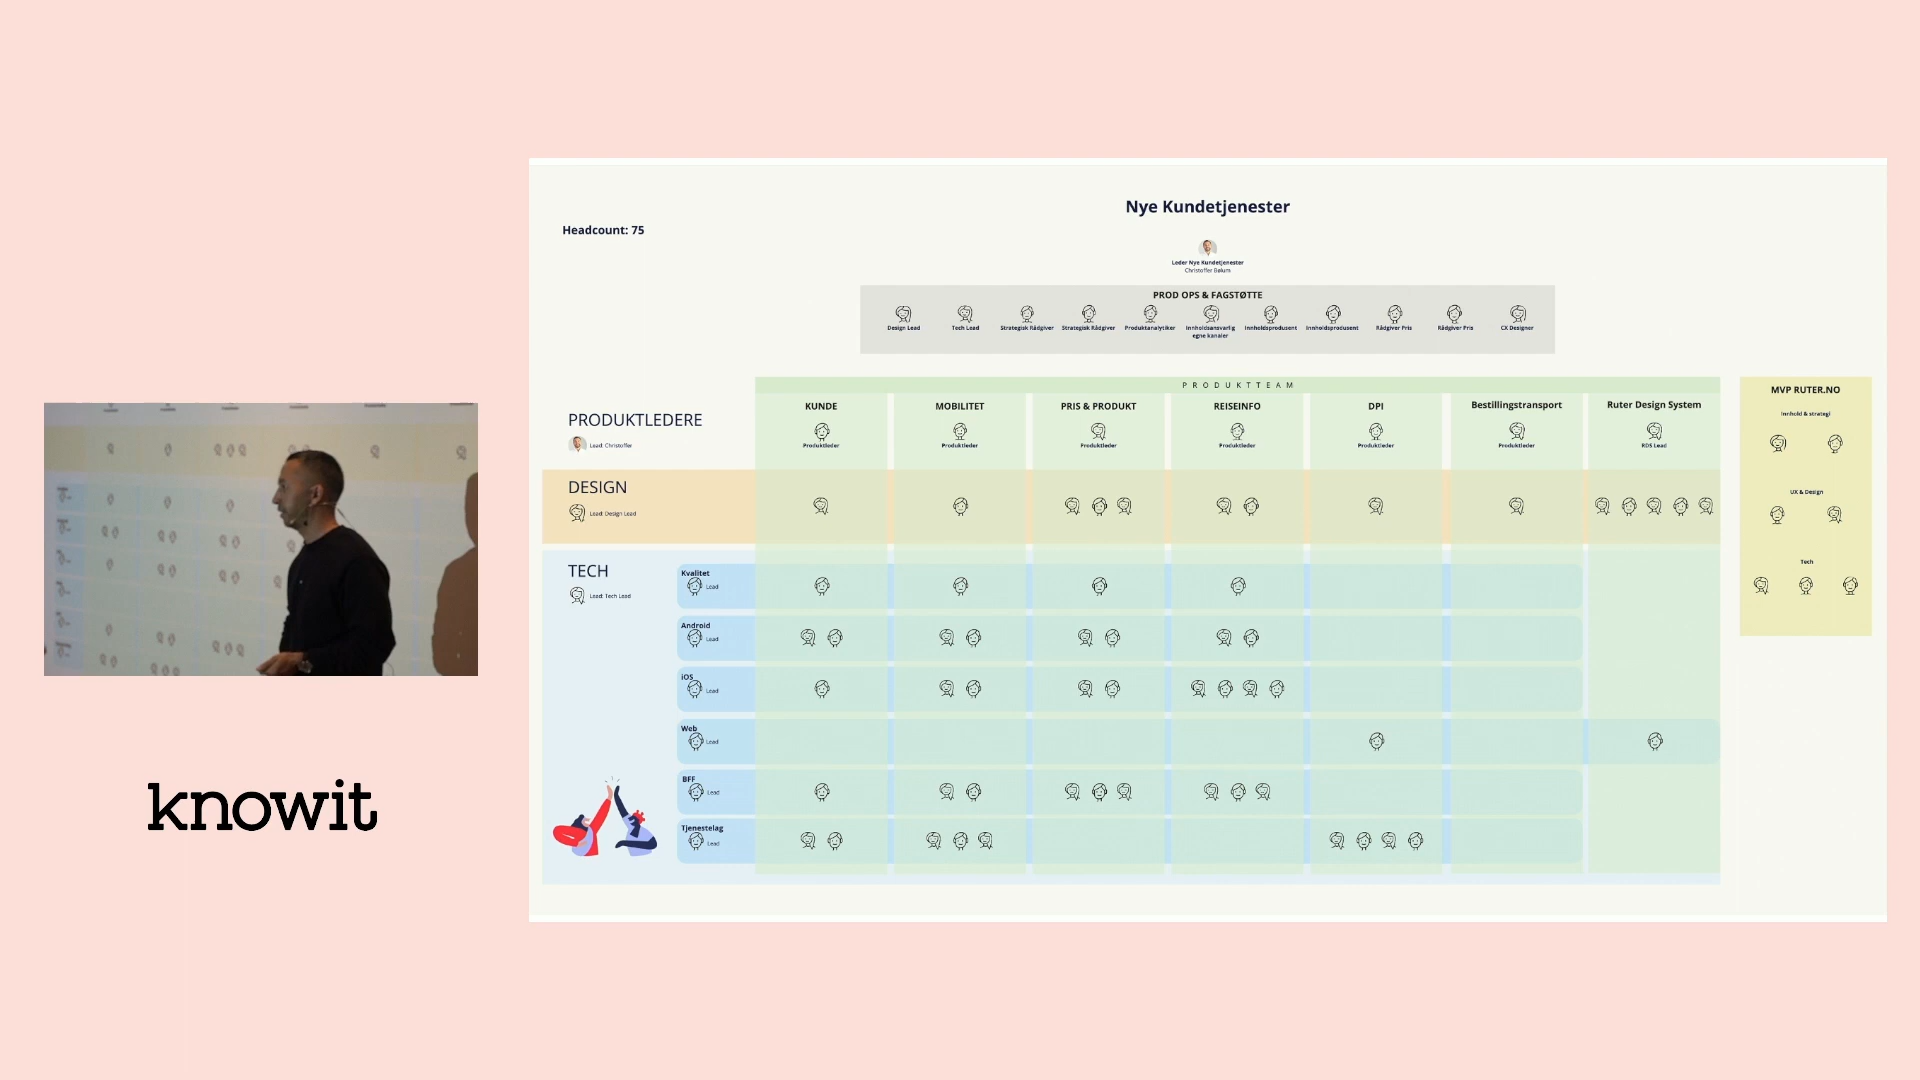 Nye Kundetjenester
Headcount: 75
Leder Nye Kundetjenester
Christoffer Bølum
PROD OPS & FAGSTØTTE
Design Lead
Tech Lead
Strategisk Rådgiver
Strategisk Rådgiver
Produktanalytiker
Innholdsansvarlig
egne kanaler
Innholdsprodusent
Innholdsprodusent
Rådgiver Pris
Rådgiver Pris
CX Designer
PRODUKTTEAM
PRODUKTLEDERE
Lead: Christoffer
KUNDE
Produktleder
MOBILITET
Produktleder
PRIS & PRODUKT
Produktleder
REISEINFO
Produktleder
DPI
Produktleder
Bestillingstransport
Produktleder
Ruter Design System
RDS Lead
MVP RUTER.NO
Innhold & strategi
UX & Design
Tech
DESIGN
Lead: Design Lead
TECH
Lead: Tech Lead
Kvalitet
Lead
Android
Lead
iOS
Lead
Web
Lead
BFF
Lead
Tjenestelag
Lead
knowit